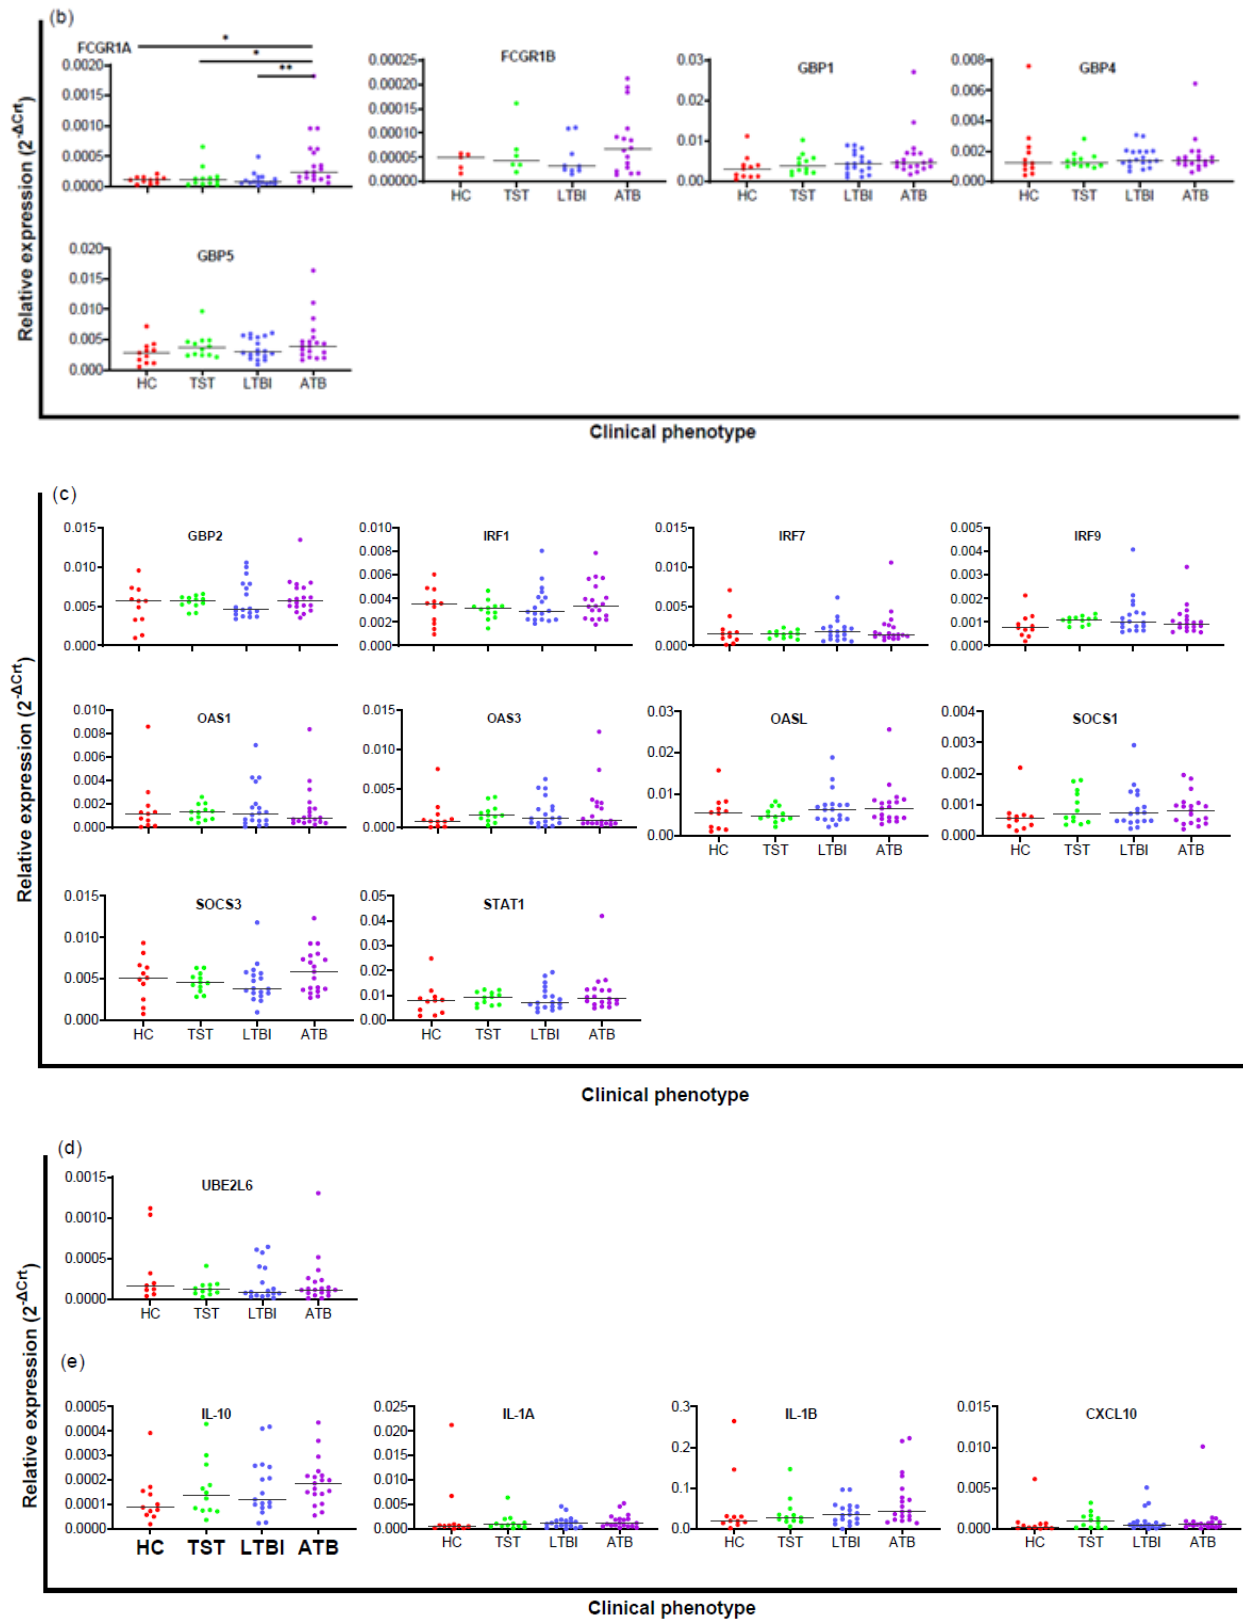 (b)
Relative expression (2^-ΔCrt)
FCGR1A
*
*
**
0.0020
0.0015
0.0010
0.0005
0.0000
FCGR1B
0.00025
0.00020
0.00015
0.00010
0.00005
0.00000
HC TST LTBI ATB
GBP1
0.03
0.02
0.01
0.00
HC TST LTBI ATB
GBP4
0.008
0.006
0.004
0.002
0.000
HC TST LTBI ATB
GBP5
0.020
0.015
0.010
0.005
0.000
HC TST LTBI ATB
Clinical phenotype
(c)
Relative expression (2^-ΔCrt)
GBP2
0.015
0.010
0.005
0.000
IRF1
0.010
0.008
0.006
0.004
0.002
0.000
IRF7
0.015
0.010
0.005
0.000
IRF9
0.005
0.004
0.003
0.002
0.001
0.000
OAS1
0.010
0.008
0.006
0.004
0.002
0.000
OAS3
0.015
0.010
0.005
0.000
OASL
0.03
0.02
0.01
0.00
HC TST LTBI ATB
SOCS1
0.004
0.003
0.002
0.001
0.000
HC TST LTBI ATB
SOCS3
0.015
0.010
0.005
0.000
HC TST LTBI ATB
STAT1
0.05
0.04
0.03
0.02
0.01
0.00
HC TST LTBI ATB
Clinical phenotype
(d)
Relative expression (2^-ΔCrt)
UBE2L6
0.0015
0.0010
0.0005
0.0000
HC TST LTBI ATB
(e)
IL-10
0.0005
0.0004
0.0003
0.0002
0.0001
0.0000
HC TST LTBI ATB
IL-1A
0.025
0.020
0.015
0.010
0.005
0.000
HC TST LTBI ATB
IL-1B
0.3
0.2
0.1
0.0
HC TST LTBI ATB
CXCL10
0.015
0.010
0.005
0.000
HC TST LTBI ATB
Clinical phenotype